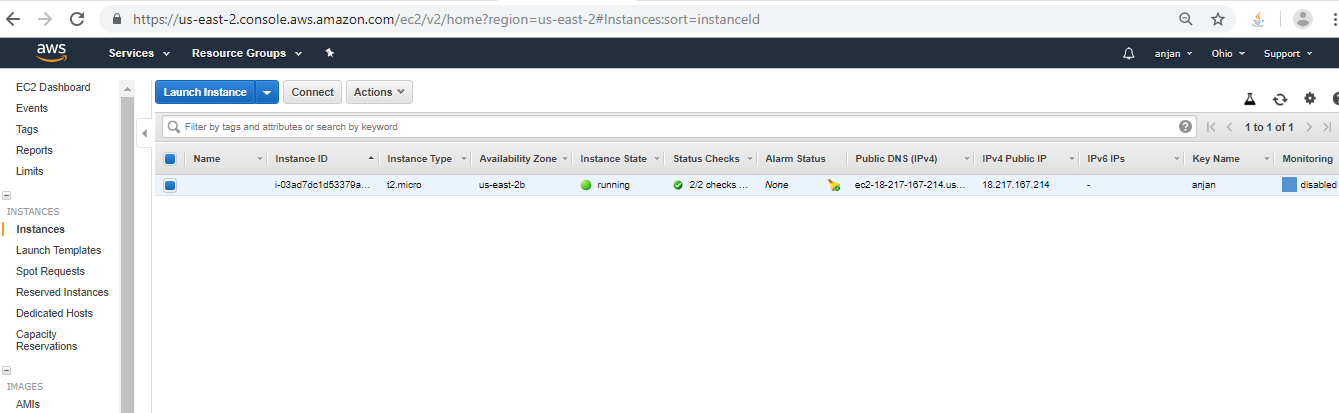 https://us-east-2.console.aws.amazon.com/ec2/v2/home?region=us-east-2#Instances:sort=instanceId
aws Services Resource Groups anjan Ohio Support
EC2 Dashboard
Events
Tags
Reports
Limits
INSTANCES
Instances
Launch Templates
Spot Requests
Reserved Instances
Dedicated Hosts
Capacity
Reservations
IMAGES
AMIs
Launch Instance Connect Actions
Filter by tags and attributes or search by keyword 1 to 1 of 1
Name Instance ID Instance Type Availability Zone Instance State Status Checks Alarm Status Public DNS (IPv4) IPv4 Public IP IPv6 IPs Key Name Monitoring
i-03ad7dc1d53379a... t2.micro us-east-2b running 2/2 checks ... None ec2-18-217-167-214.us... 18.217.167.214 - anjan disabled